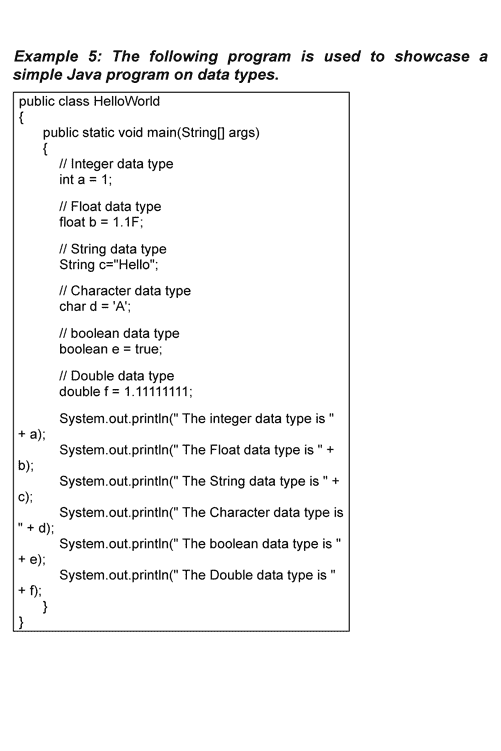 Example 5: The following program is used to showcase a
simple Java program on data types.
public class HelloWorld
{
public static void main(String[] args)
{
// Integer data type
int a = 1;
// Float data type
float b = 1.1F;
// String data type
String c="Hello";
// Character data type
char d = 'A';
// boolean data type
boolean e = true;
// Double data type
double f = 1.11111111;
System.out.println(" The integer data type is "
+ a);
System.out.println(" The Float data type is " +
b);
System.out.println(" The String data type is " +
c);
System.out.println(" The Character data type is
" + d);
System.out.println(" The boolean data type is "
+ e);
System.out.println(" The Double data type is "
+ f);
}
}